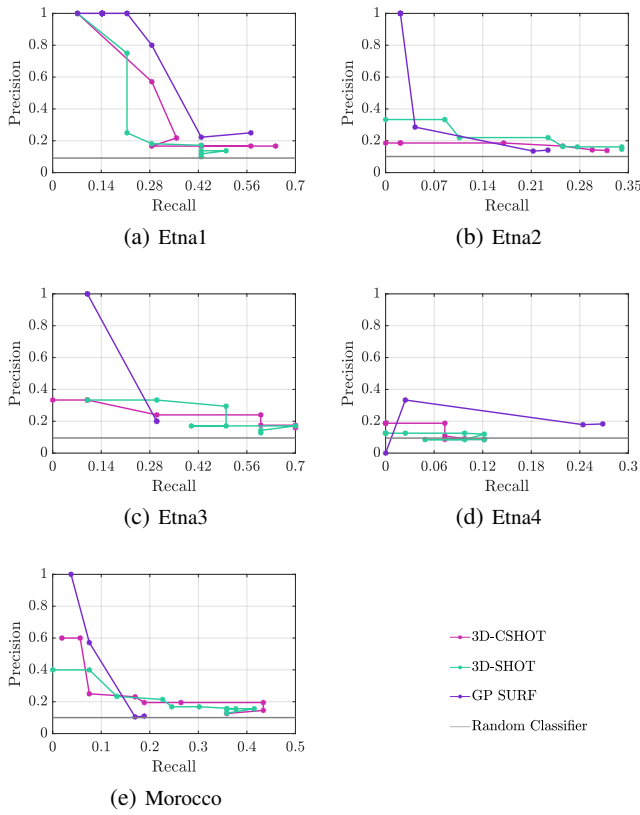 1
0.8
0.6
0.4
0.2
0
Precision
0 0.14 0.28 0.42 0.56 0.7
Recall
(a) Etna1
1
0.8
0.6
0.4
0.2
0
Precision
0 0.07 0.14 0.21 0.28 0.35
Recall
(b) Etna2
1
0.8
0.6
0.4
0.2
0
Precision
0 0.14 0.28 0.42 0.56 0.7
Recall
(c) Etna3
1
0.8
0.6
0.4
0.2
0
Precision
0 0.06 0.12 0.18 0.24 0.3
Recall
(d) Etna4
1
0.8
0.6
0.4
0.2
0
Precision
0 0.1 0.2 0.3 0.4 0.5
Recall
(e) Morocco
3D-CSHOT
3D-SHOT
GP SURF
Random Classifier